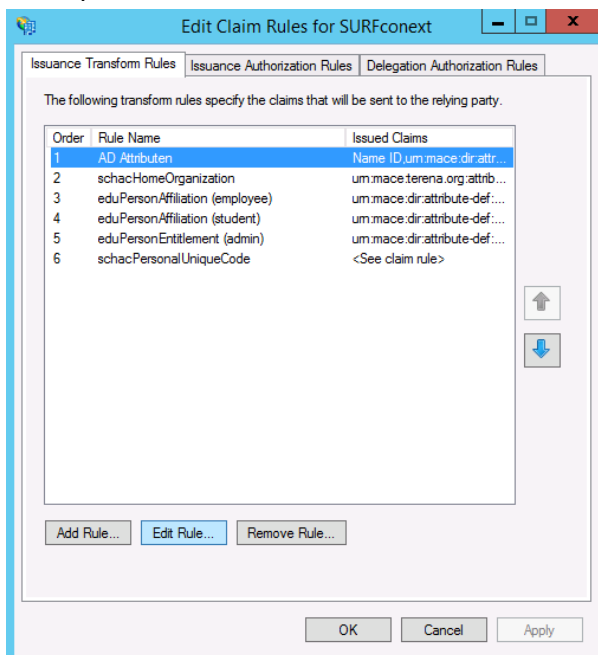 Edit Claim Rules for SURFconext
Issuance Transform Rules Issuance Authorization Rules Delegation Authorization Rules
The following transform rules specify the claims that will be sent to the relying party.
Order Rule Name Issued Claims
1 AD Attributen Name ID,urn:mace:dir:attr...
2 schacHomeOrganization urn:mace:terena.org:attrib...
3 eduPersonAffiliation (employee) urn:mace:dir:attribute-def:...
4 eduPersonAffiliation (student) urn:mace:dir:attribute-def:...
5 eduPersonEntitlement (admin) urn:mace:dir:attribute-def:...
6 schacPersonalUniqueCode <See claim rule>
Add Rule... Edit Rule... Remove Rule...
OK Cancel Apply